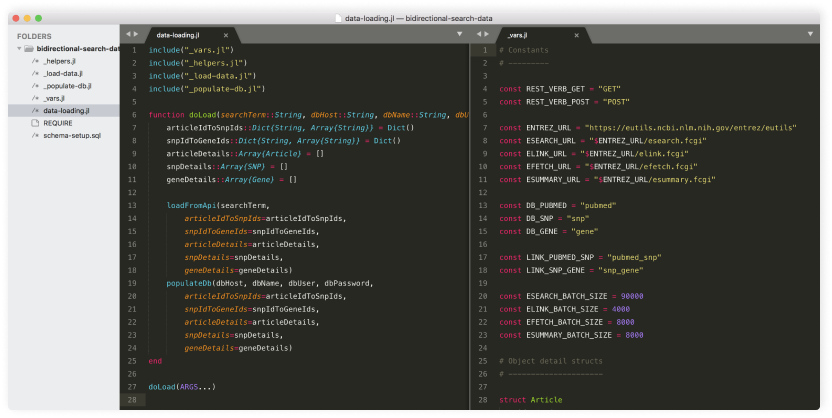 data-loading.jl — bidirectional-search-data
FOLDERS
bidirectional-search-dat
/* _helpers.jl
/* _load-data.jl
/* _populate-db.jl
/* _vars.jl
/* data-loading.jl
REQUIRE
/* schema-setup.sql
data-loading.jl ×
1 include("_vars.jl")
2 include("_helpers.jl")
3 include("_load-data.jl")
4 include("_populate-db.jl")
5
6 function doLoad(searchTerm::String, dbHost::String, dbName::String, dbU
7 articleIdToSnpIds::Dict{String, Array{String}} = Dict()
8 snpIdToGeneIds::Dict{String, Array{String}} = Dict()
9 articleDetails::Array{Article} = []
10 snpDetails::Array{SNP} = []
11 geneDetails::Array{Gene} = []
12
13 loadFromApi(searchTerm,
14 articleIdToSnpIds=articleIdToSnpIds,
15 snpIdToGeneIds=snpIdToGeneIds,
16 articleDetails=articleDetails,
17 snpDetails=snpDetails,
18 geneDetails=geneDetails)
19 populateDb(dbHost, dbName, dbUser, dbPassword,
20 articleIdToSnpIds=articleIdToSnpIds,
21 snpIdToGeneIds=snpIdToGeneIds,
22 articleDetails=articleDetails,
23 snpDetails=snpDetails,
24 geneDetails=geneDetails)
25 end
26
27 doLoad(ARGS...)
28
_vars.jl ×
1 # Constants
2 # ---------
3
4 const REST_VERB_GET = "GET"
5 const REST_VERB_POST = "POST"
6
7 const ENTREZ_URL = "https://eutils.ncbi.nlm.nih.gov/entrez/eutils"
8 const ESEARCH_URL = "$ENTREZ_URL/esearch.fcgi"
9 const ELINK_URL = "$ENTREZ_URL/elink.fcgi"
10 const EFETCH_URL = "$ENTREZ_URL/efetch.fcgi"
11 const ESUMMARY_URL = "$ENTREZ_URL/esummary.fcgi"
12
13 const DB_PUBMED = "pubmed"
14 const DB_SNP = "snp"
15 const DB_GENE = "gene"
16
17 const LINK_PUBMED_SNP = "pubmed_snp"
18 const LINK_SNP_GENE = "snp_gene"
19
20 const ESEARCH_BATCH_SIZE = 90000
21 const ELINK_BATCH_SIZE = 4000
22 const EFETCH_BATCH_SIZE = 8000
23 const ESUMMARY_BATCH_SIZE = 8000
24
25 # Object detail structs
26 # ---------------------
27
28 struct Article